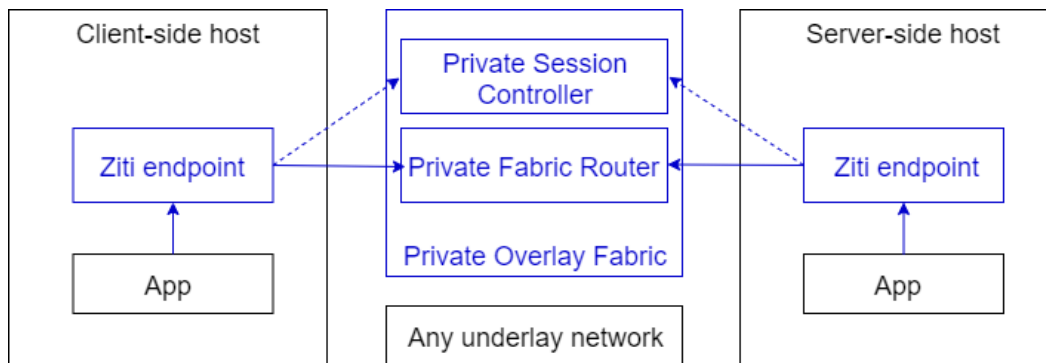 Client-side host
Ziti endpoint
App
Private Session
Controller
Private Fabric Router
Private Overlay Fabric
Any underlay network
Server-side host
Ziti endpoint
App